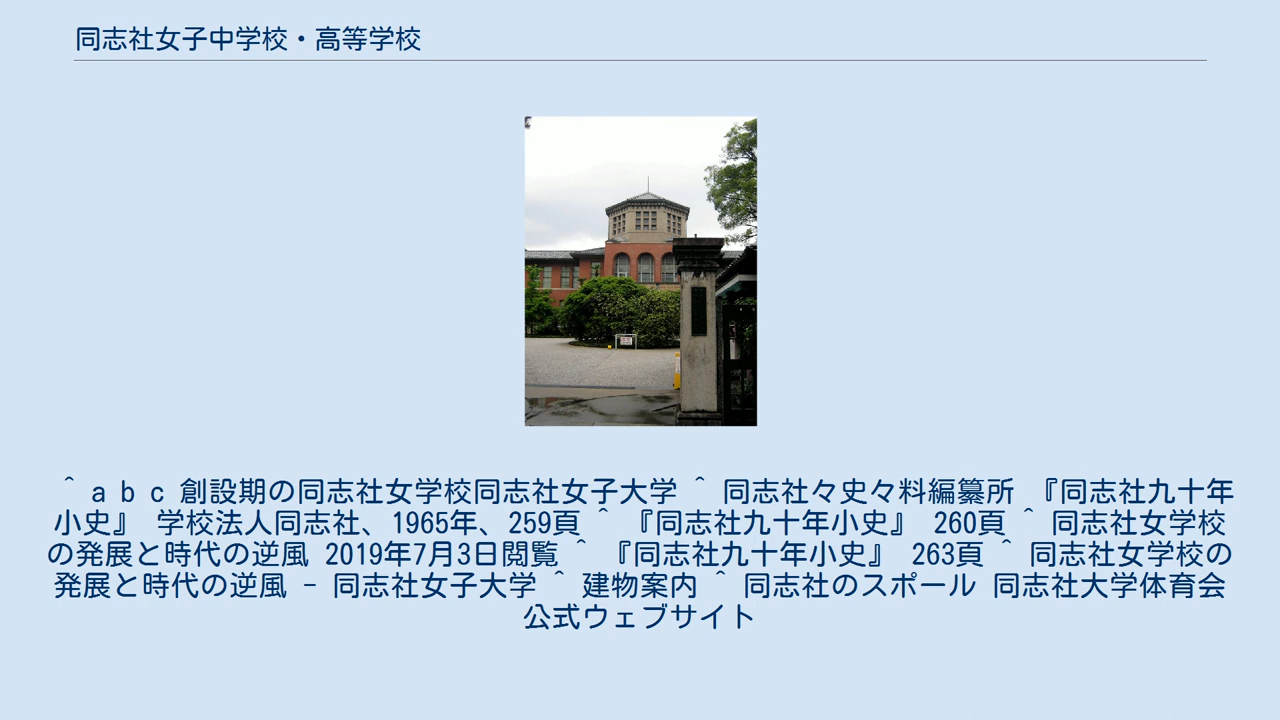 同志社女子中学校・高等学校
^ a b c 創設期の同志社女学校同志社女子大学 ^ 同志社々史々料編纂所 『同志社九十年
小史』 学校法人同志社、1965年、259頁 ^ 『同志社九十年小史』 260頁 ^ 同志社女学校
の発展と時代の逆風 2019年7月3日閲覧 ^ 『同志社九十年小史』 263頁 ^ 同志社女学校の
発展と時代の逆風 - 同志社女子大学 ^ 建物案内 ^ 同志社のスポール 同志社大学体育会
公式ウェブサイト